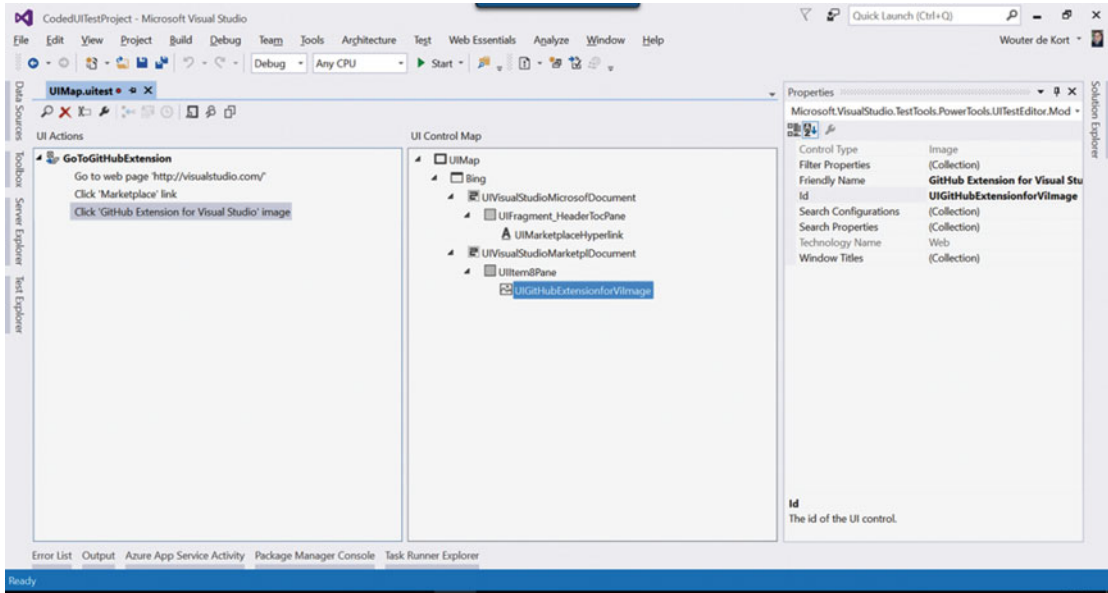 CodedUITestProject - Microsoft Visual Studio
Quick Launch (Ctrl+Q)
File Edit View Project Build Debug Team Tools Architecture Test Web Essentials Analyze Window Help
Wouter de Kort
Debug Any CPU Start
Data Sources
Toolbox
Server Explorer
Test Explorer
UIMap.uitest
UI Actions
GoToGitHubExtension
Go to web page 'http://visualstudio.com/'
Click 'Marketplace' link
Click 'GitHub Extension for Visual Studio' image
UI Control Map
UIMap
Bing
UIVisualStudioMicrosofDocument
UIFragment_HeaderTocPane
UIMarketplaceHyperlink
UIVisualStudioMarketplDocument
UIItem8Pane
UIGitHubExtensionforViImage
Properties
Microsoft.VisualStudio.TestTools.PowerTools.UITestEditor.Mod
Control Type Image
Filter Properties (Collection)
Friendly Name GitHub Extension for Visual Stu
Id UIGitHubExtensionforViImage
Search Configurations (Collection)
Search Properties (Collection)
Technology Name Web
Window Titles (Collection)
Id
The id of the UI control.
Solution Explorer
Error List Output Azure App Service Activity Package Manager Console Task Runner Explorer
Ready